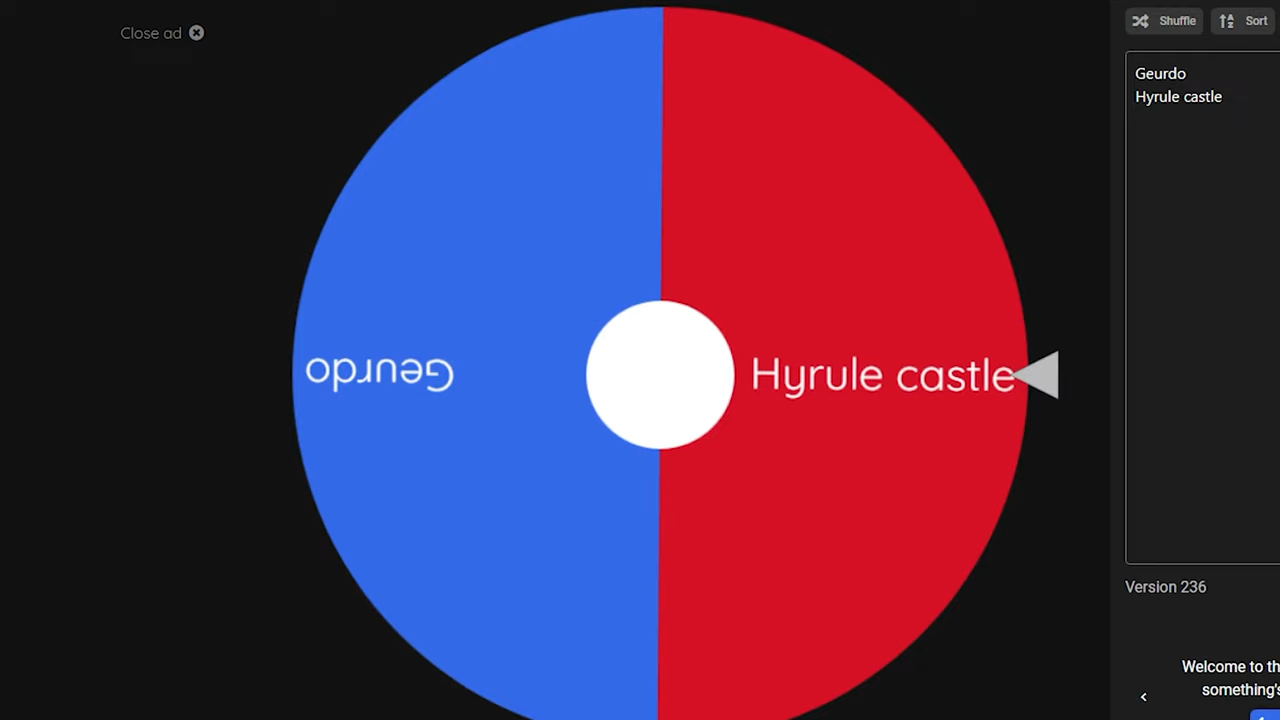 Close ad
Shuffle
Sort
Geurdo
Hyrule castle
Geurdo
Hyrule castle
Version 236
Welcome to th
something's